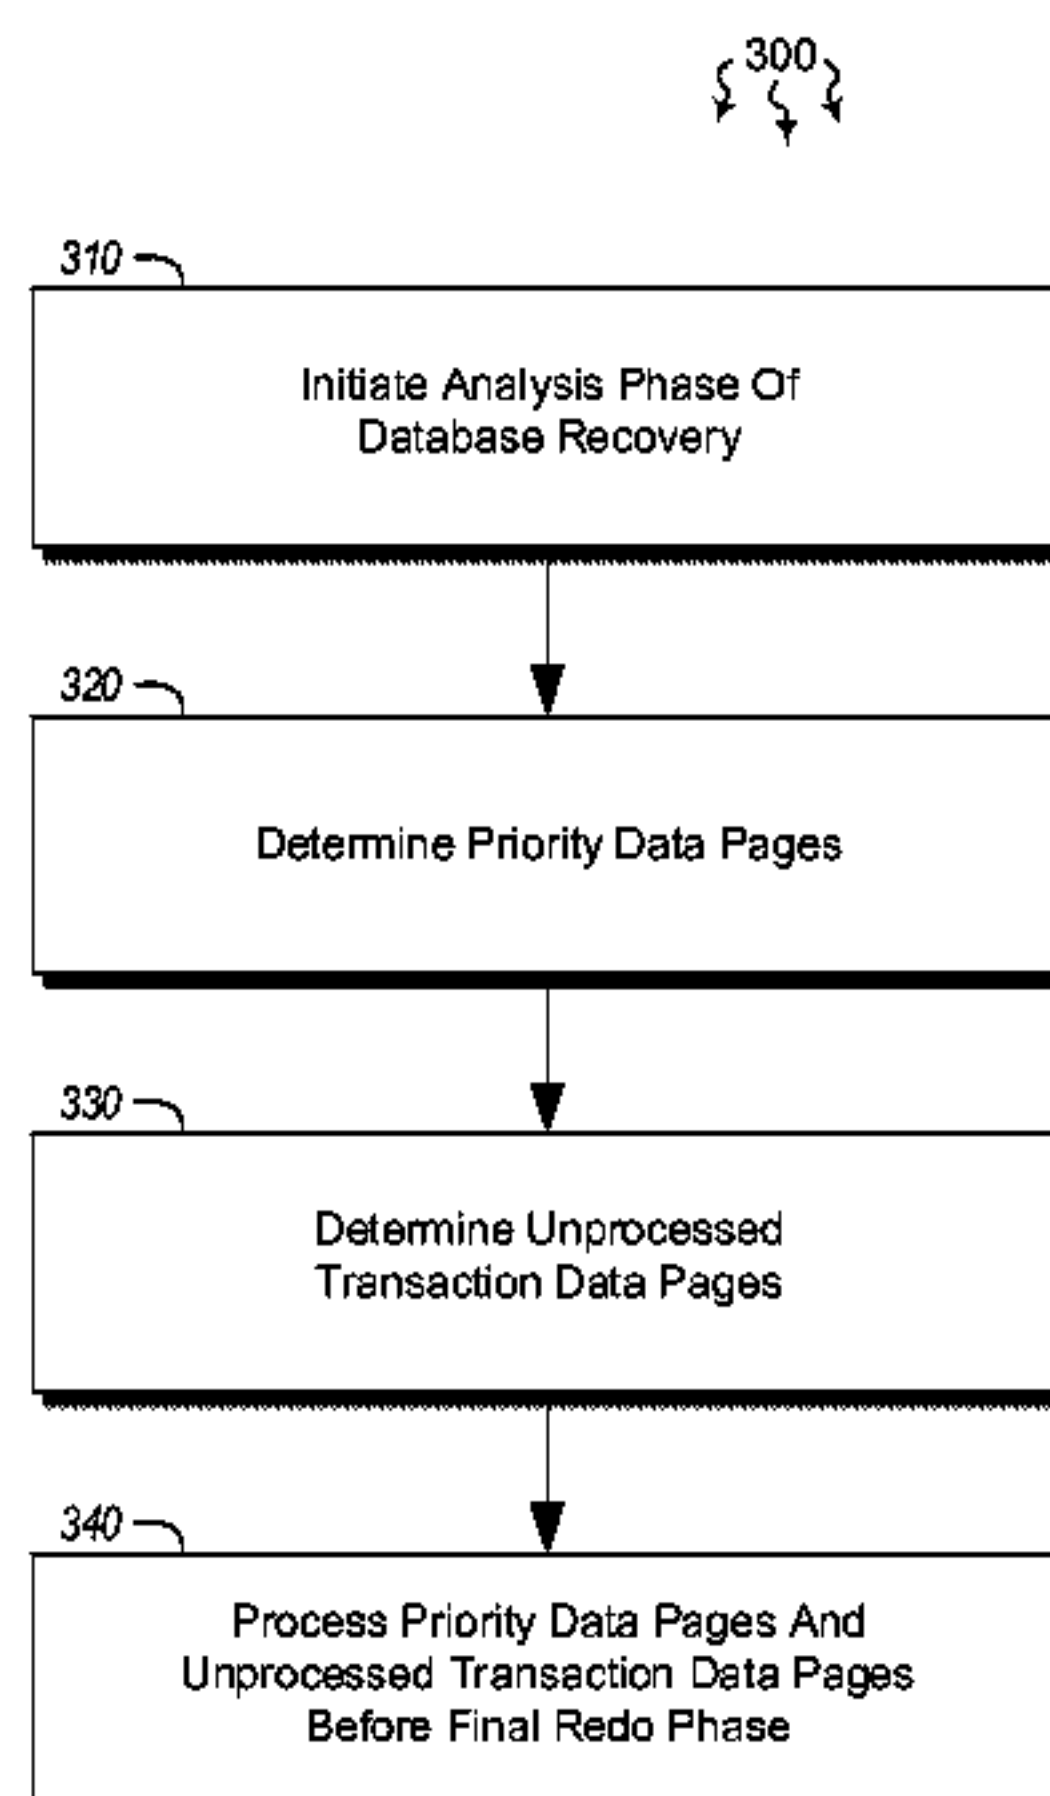 300
310
Initiate Analysis Phase Of
Database Recovery
320
Determine Priority Data Pages
330
Determine Unprocessed
Transaction Data Pages
340
Process Priority Data Pages And
Unprocessed Transaction Data Pages
Before Final Redo Phase